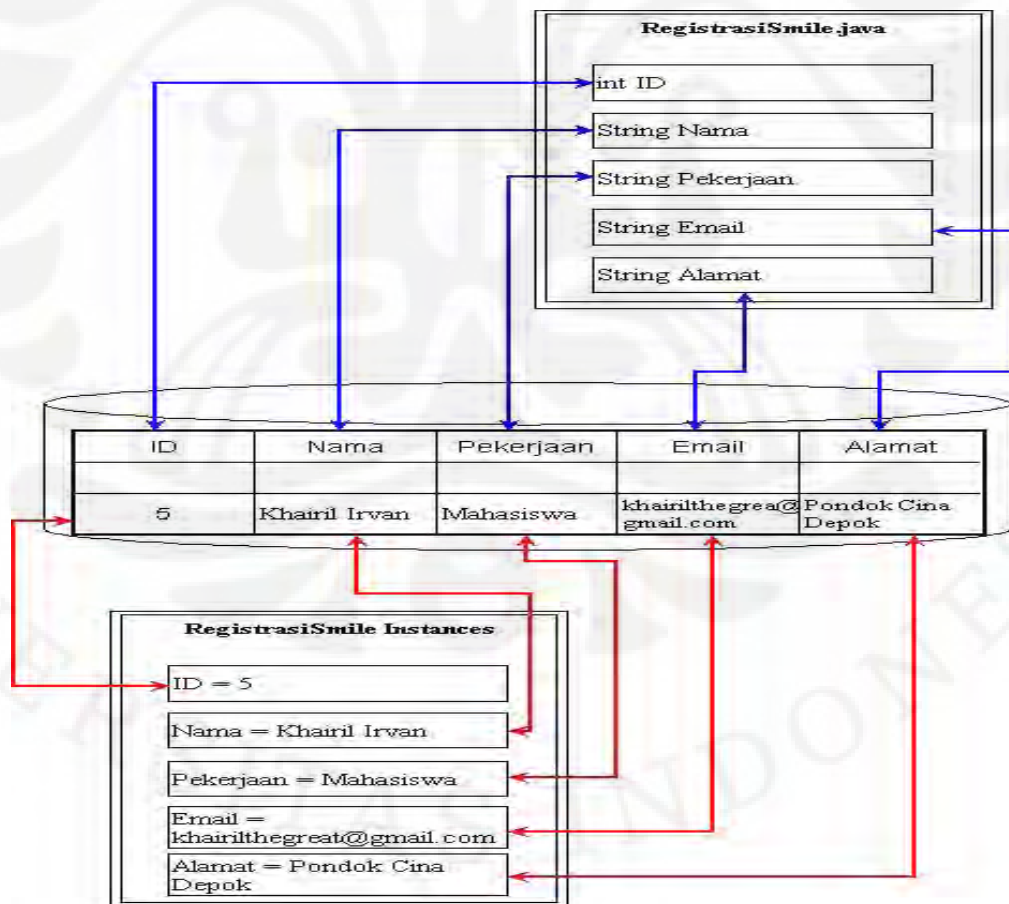 RegistrasiSmile.java
int ID
String Nama
String Pekerjaan
String Email
String Alamat
ID Nama Pekerjaan Email Alamat
5 Khairil Irvan Mahasiswa khairilthegrea@ Pondok Cina
gmail.com Depok
RegistrasiSmile Instances
ID = 5
Nama = Khairil Irvan
Pekerjaan = Mahasiswa
Email =
khairilthegreat@gmail.com
Alamat = Pondok Cina
Depok